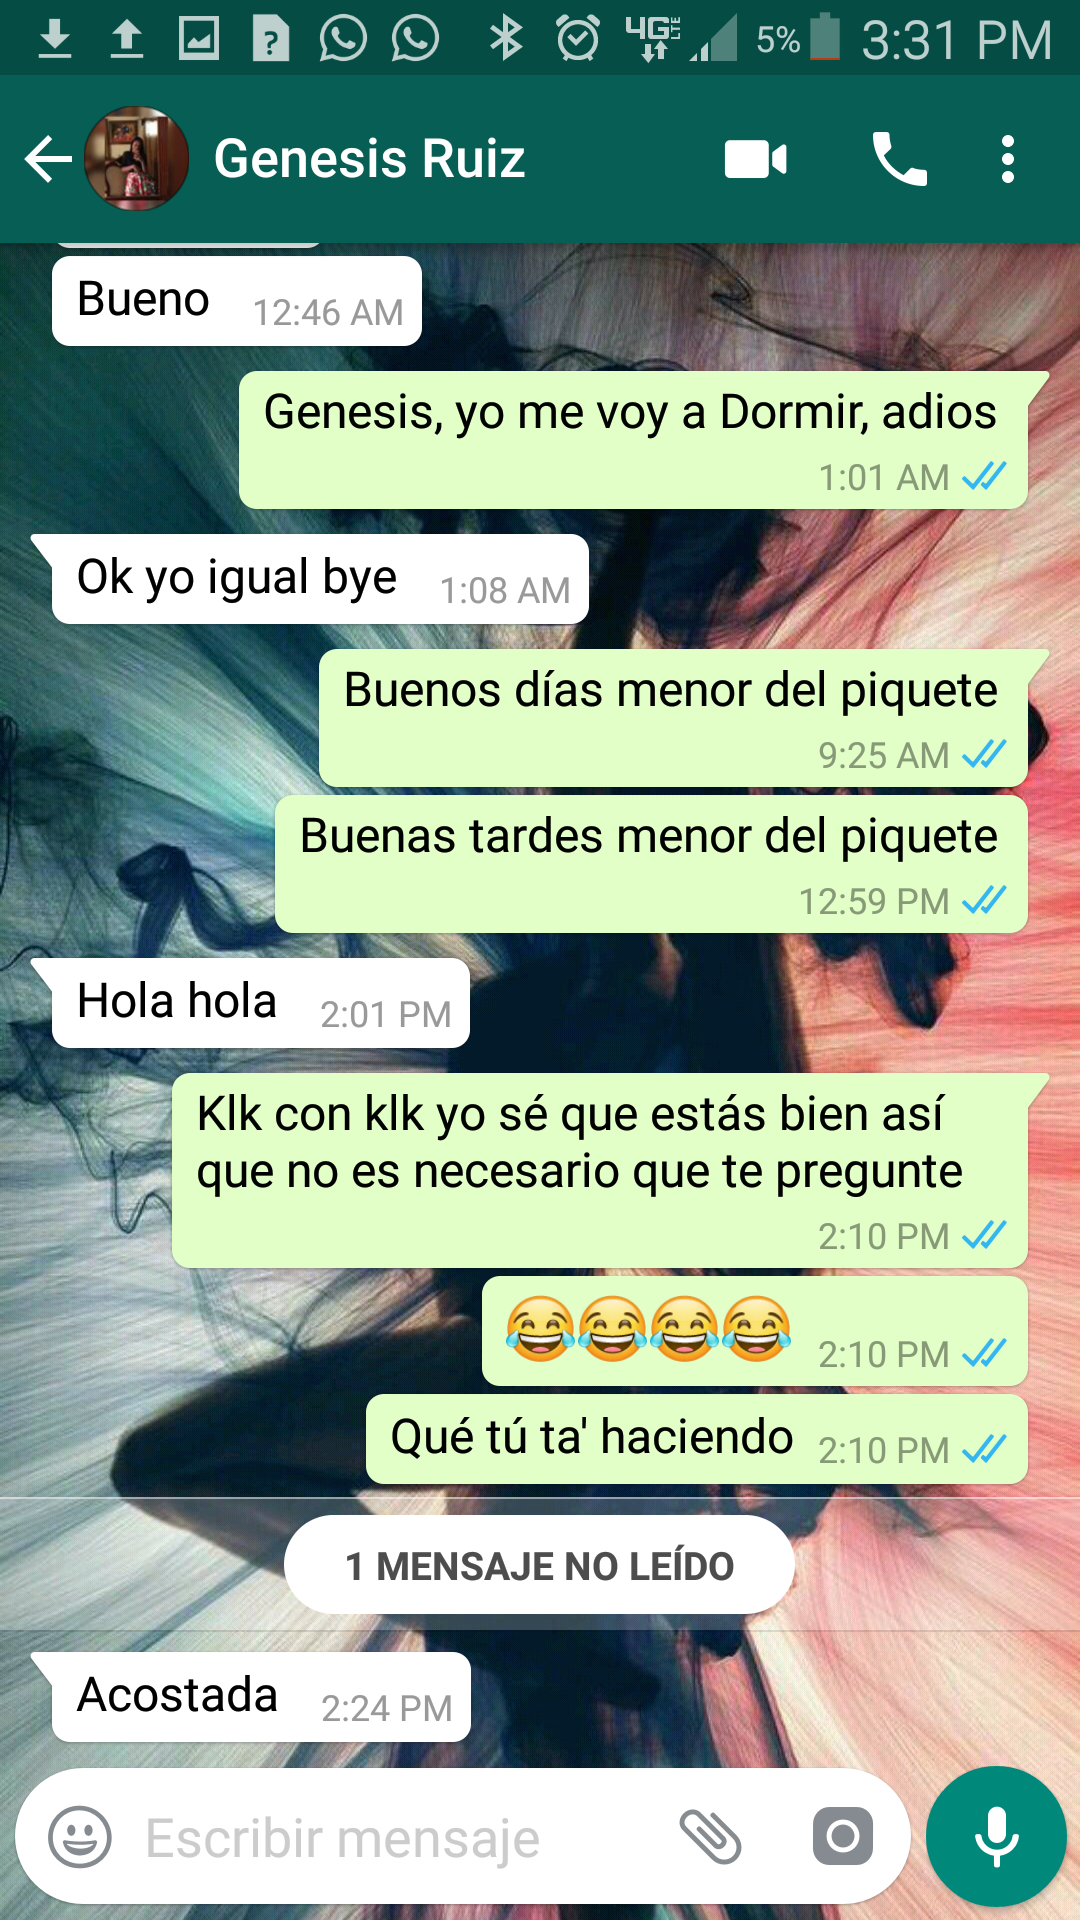 4G LTE 5% 3:31 PM
Genesis Ruiz
Bueno 12:46 AM
Genesis, yo me voy a Dormir, adios
1:01 AM
Ok yo igual bye 1:08 AM
Buenos días menor del piquete
9:25 AM
Buenas tardes menor del piquete
12:59 PM
Hola hola 2:01 PM
Klk con klk yo sé que estás bien así
que no es necesario que te pregunte
2:10 PM
😂😂😂😂 2:10 PM
Qué tú ta' haciendo 2:10 PM
1 MENSAJE NO LEÍDO
Acostada 2:24 PM
Escribir mensaje